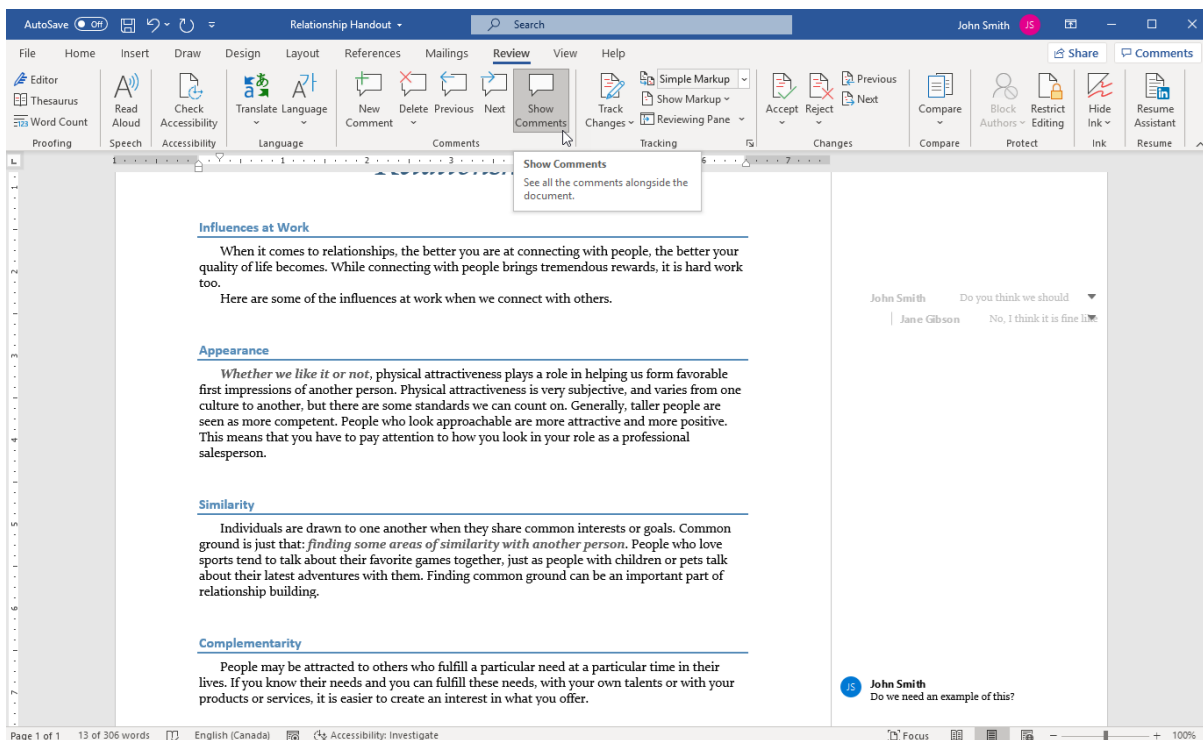 AutoSave Off Relationship Handout Search John Smith JS
File Home Insert Draw Design Layout References Mailings Review View Help Share Comments
Editor
Thesaurus
123 Word Count
Proofing
Read
Aloud
Speech
Check
Accessibility
Accessibility
Translate Language
Language
New
Comment
Delete Previous Next
Show
Comments
Comments
Track
Changes
Simple Markup
Show Markup
Reviewing Pane
Tracking
Accept Reject
Previous
Next
Changes
Compare
Compare
Block
Authors
Restrict
Editing
Protect
Hide
Ink
Ink
Resume
Assistant
Resume
Show Comments
See all the comments alongside the
document.
Influences at Work
When it comes to relationships, the better you are at connecting with people, the better your
quality of life becomes. While connecting with people brings tremendous rewards, it is hard work
too.
Here are some of the influences at work when we connect with others.
John Smith Do you think we should
Jane Gibson No, I think it is fine like
Appearance
Whether we like it or not, physical attractiveness plays a role in helping us form favorable
first impressions of another person. Physical attractiveness is very subjective, and varies from one
culture to another, but there are some standards we can count on. Generally, taller people are
seen as more competent. People who look approachable are more attractive and more positive.
This means that you have to pay attention to how you look in your role as a professional
salesperson.
Similarity
Individuals are drawn to one another when they share common interests or goals. Common
ground is just that: finding some areas of similarity with another person. People who love
sports tend to talk about their favorite games together, just as people with children or pets talk
about their latest adventures with them. Finding common ground can be an important part of
relationship building.
Complementarity
People may be attracted to others who fulfill a particular need at a particular time in their
lives. If you know their needs and you can fulfill these needs, with your own talents or with your
products or services, it is easier to create an interest in what you offer.
JS John Smith
Do we need an example of this?
Page 1 of 1 13 of 306 words English (Canada) Accessibility: Investigate Focus 100%